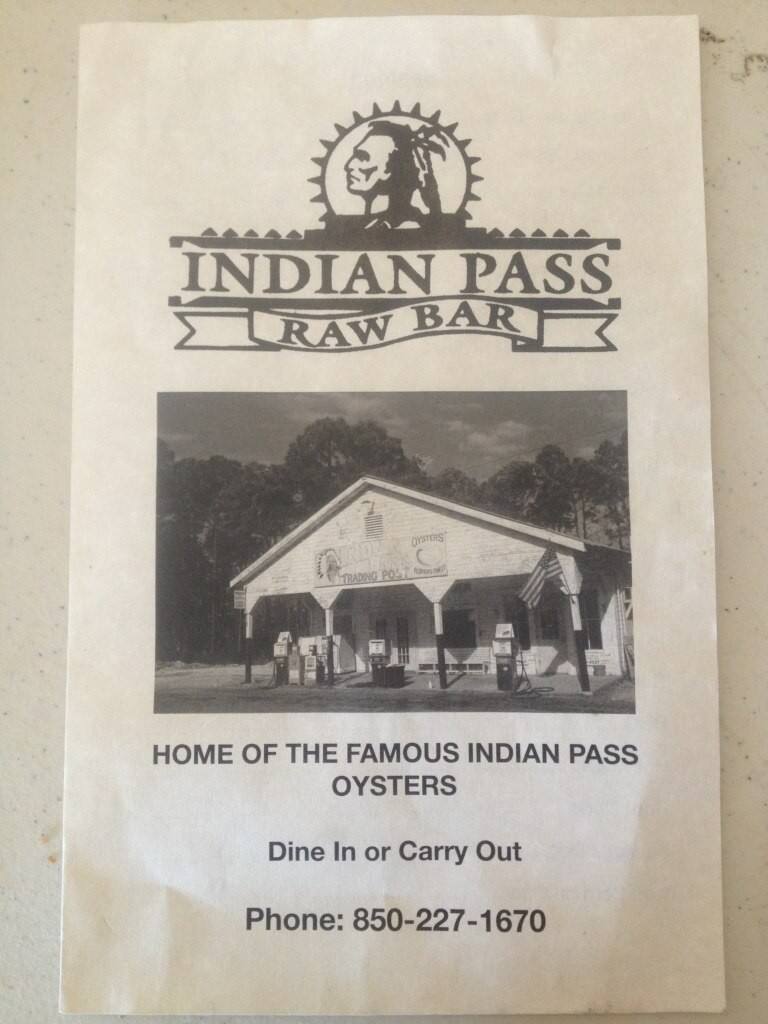 INDIAN PASS
RAW BAR
OYSTERS
TRADING POST
HOME OF THE FAMOUS INDIAN PASS
OYSTERS
Dine In or Carry Out
Phone: 850-227-1670